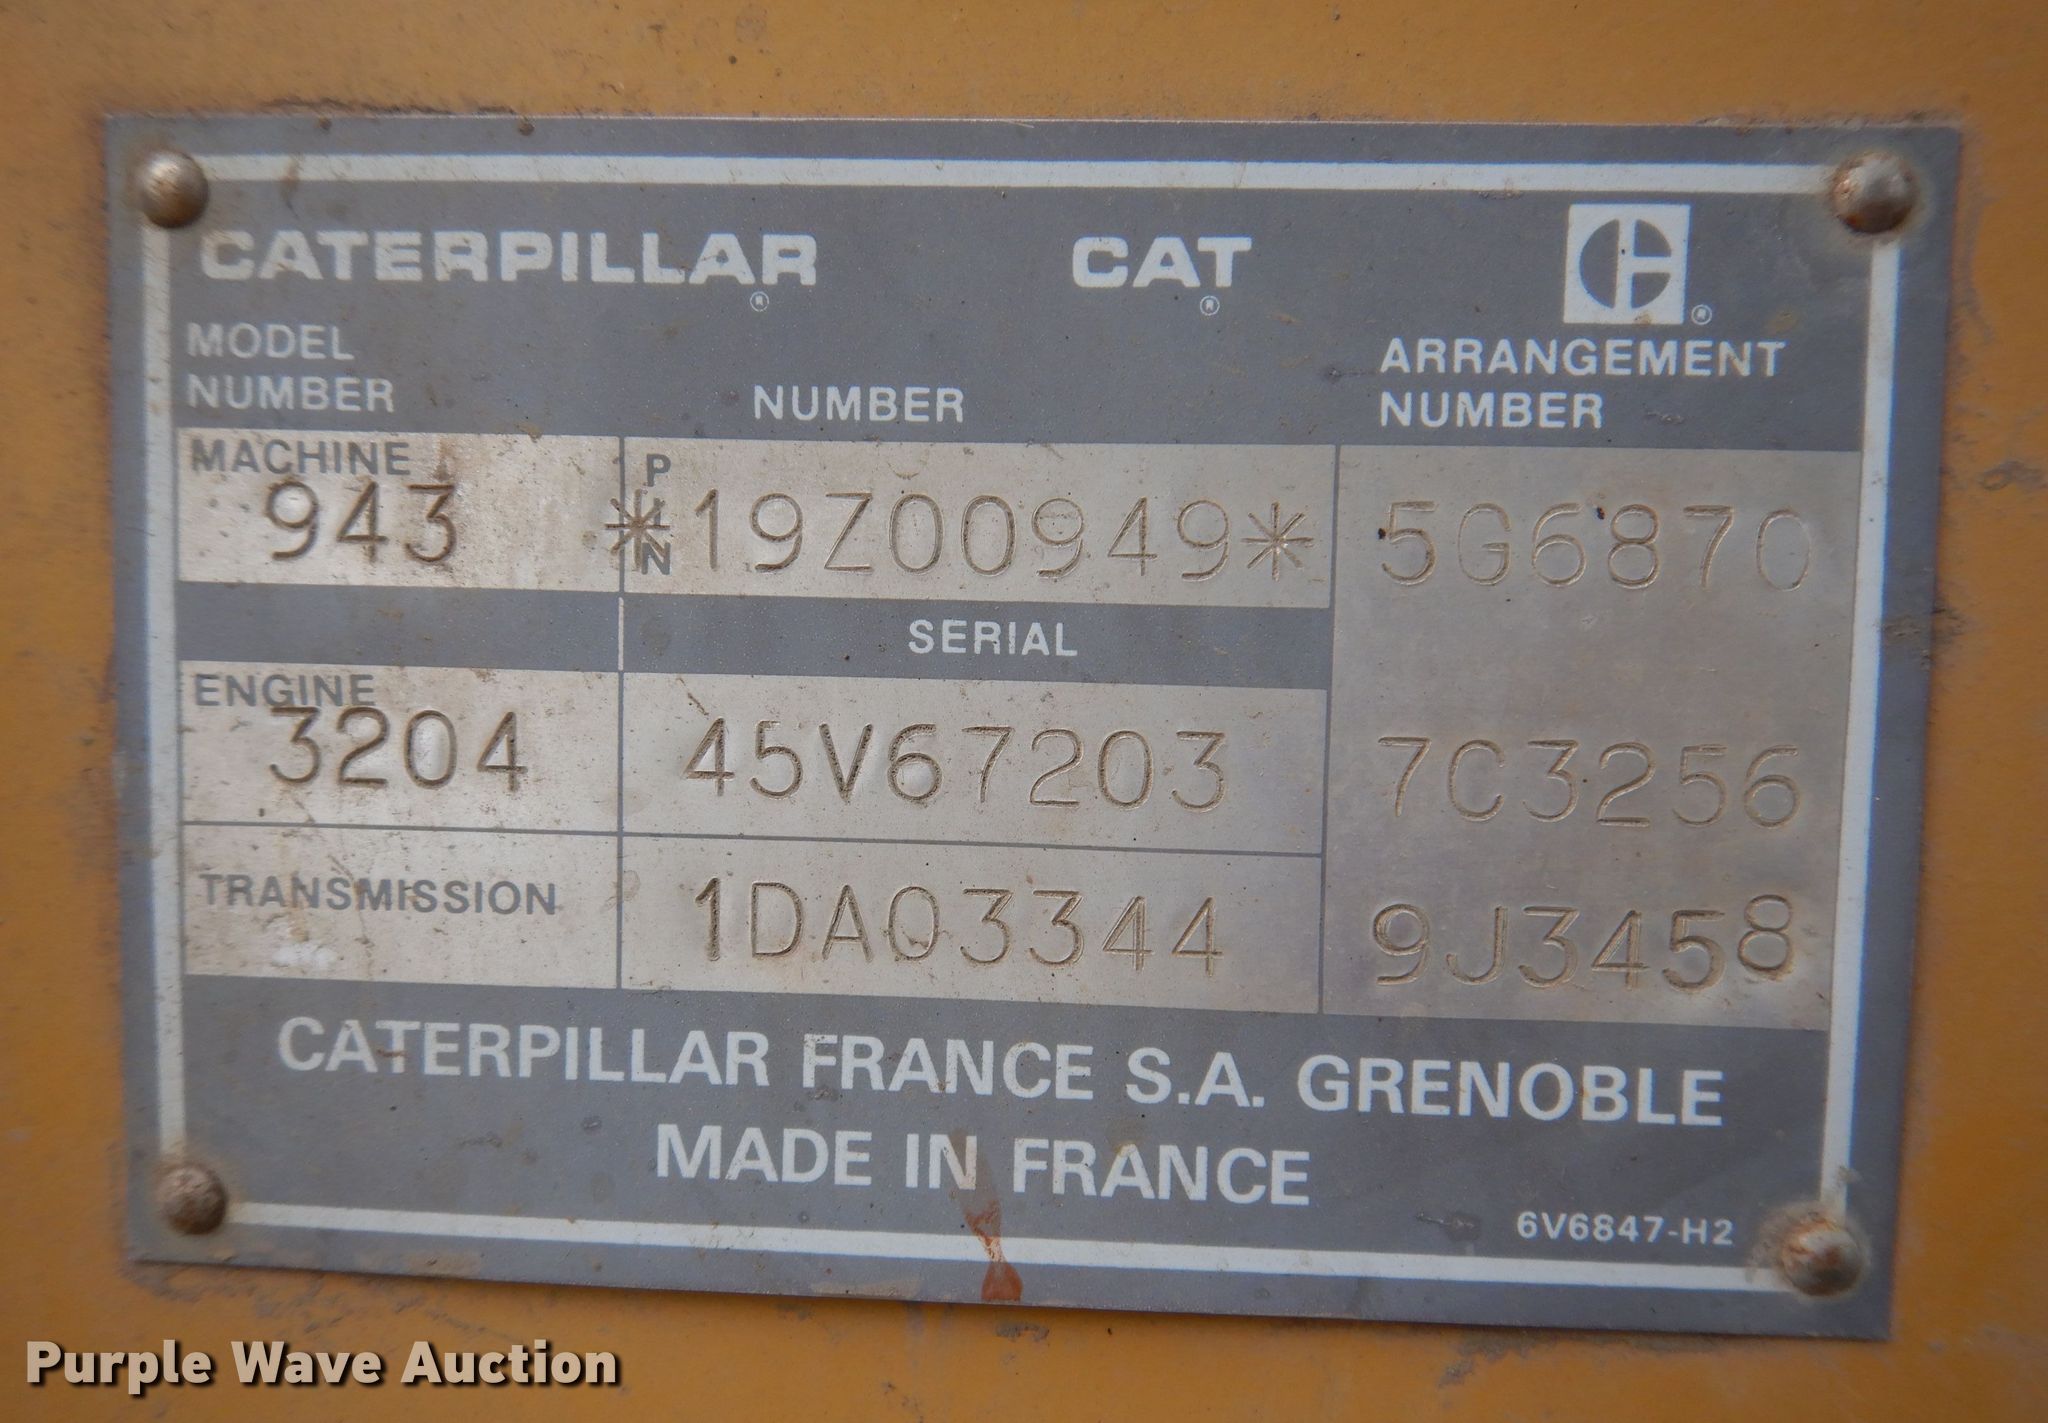 CATERPILLAR ® CAT ® ®
MODEL NUMBER
NUMBER
ARRANGEMENT NUMBER
MACHINE
943
PIN
*19Z00949*
5G6870
SERIAL
ENGINE
3204
45V67203
7C3256
TRANSMISSION
1DA03344
9J3458
CATERPILLAR FRANCE S.A. GRENOBLE
MADE IN FRANCE
6V6847-H2
Purple Wave Auction